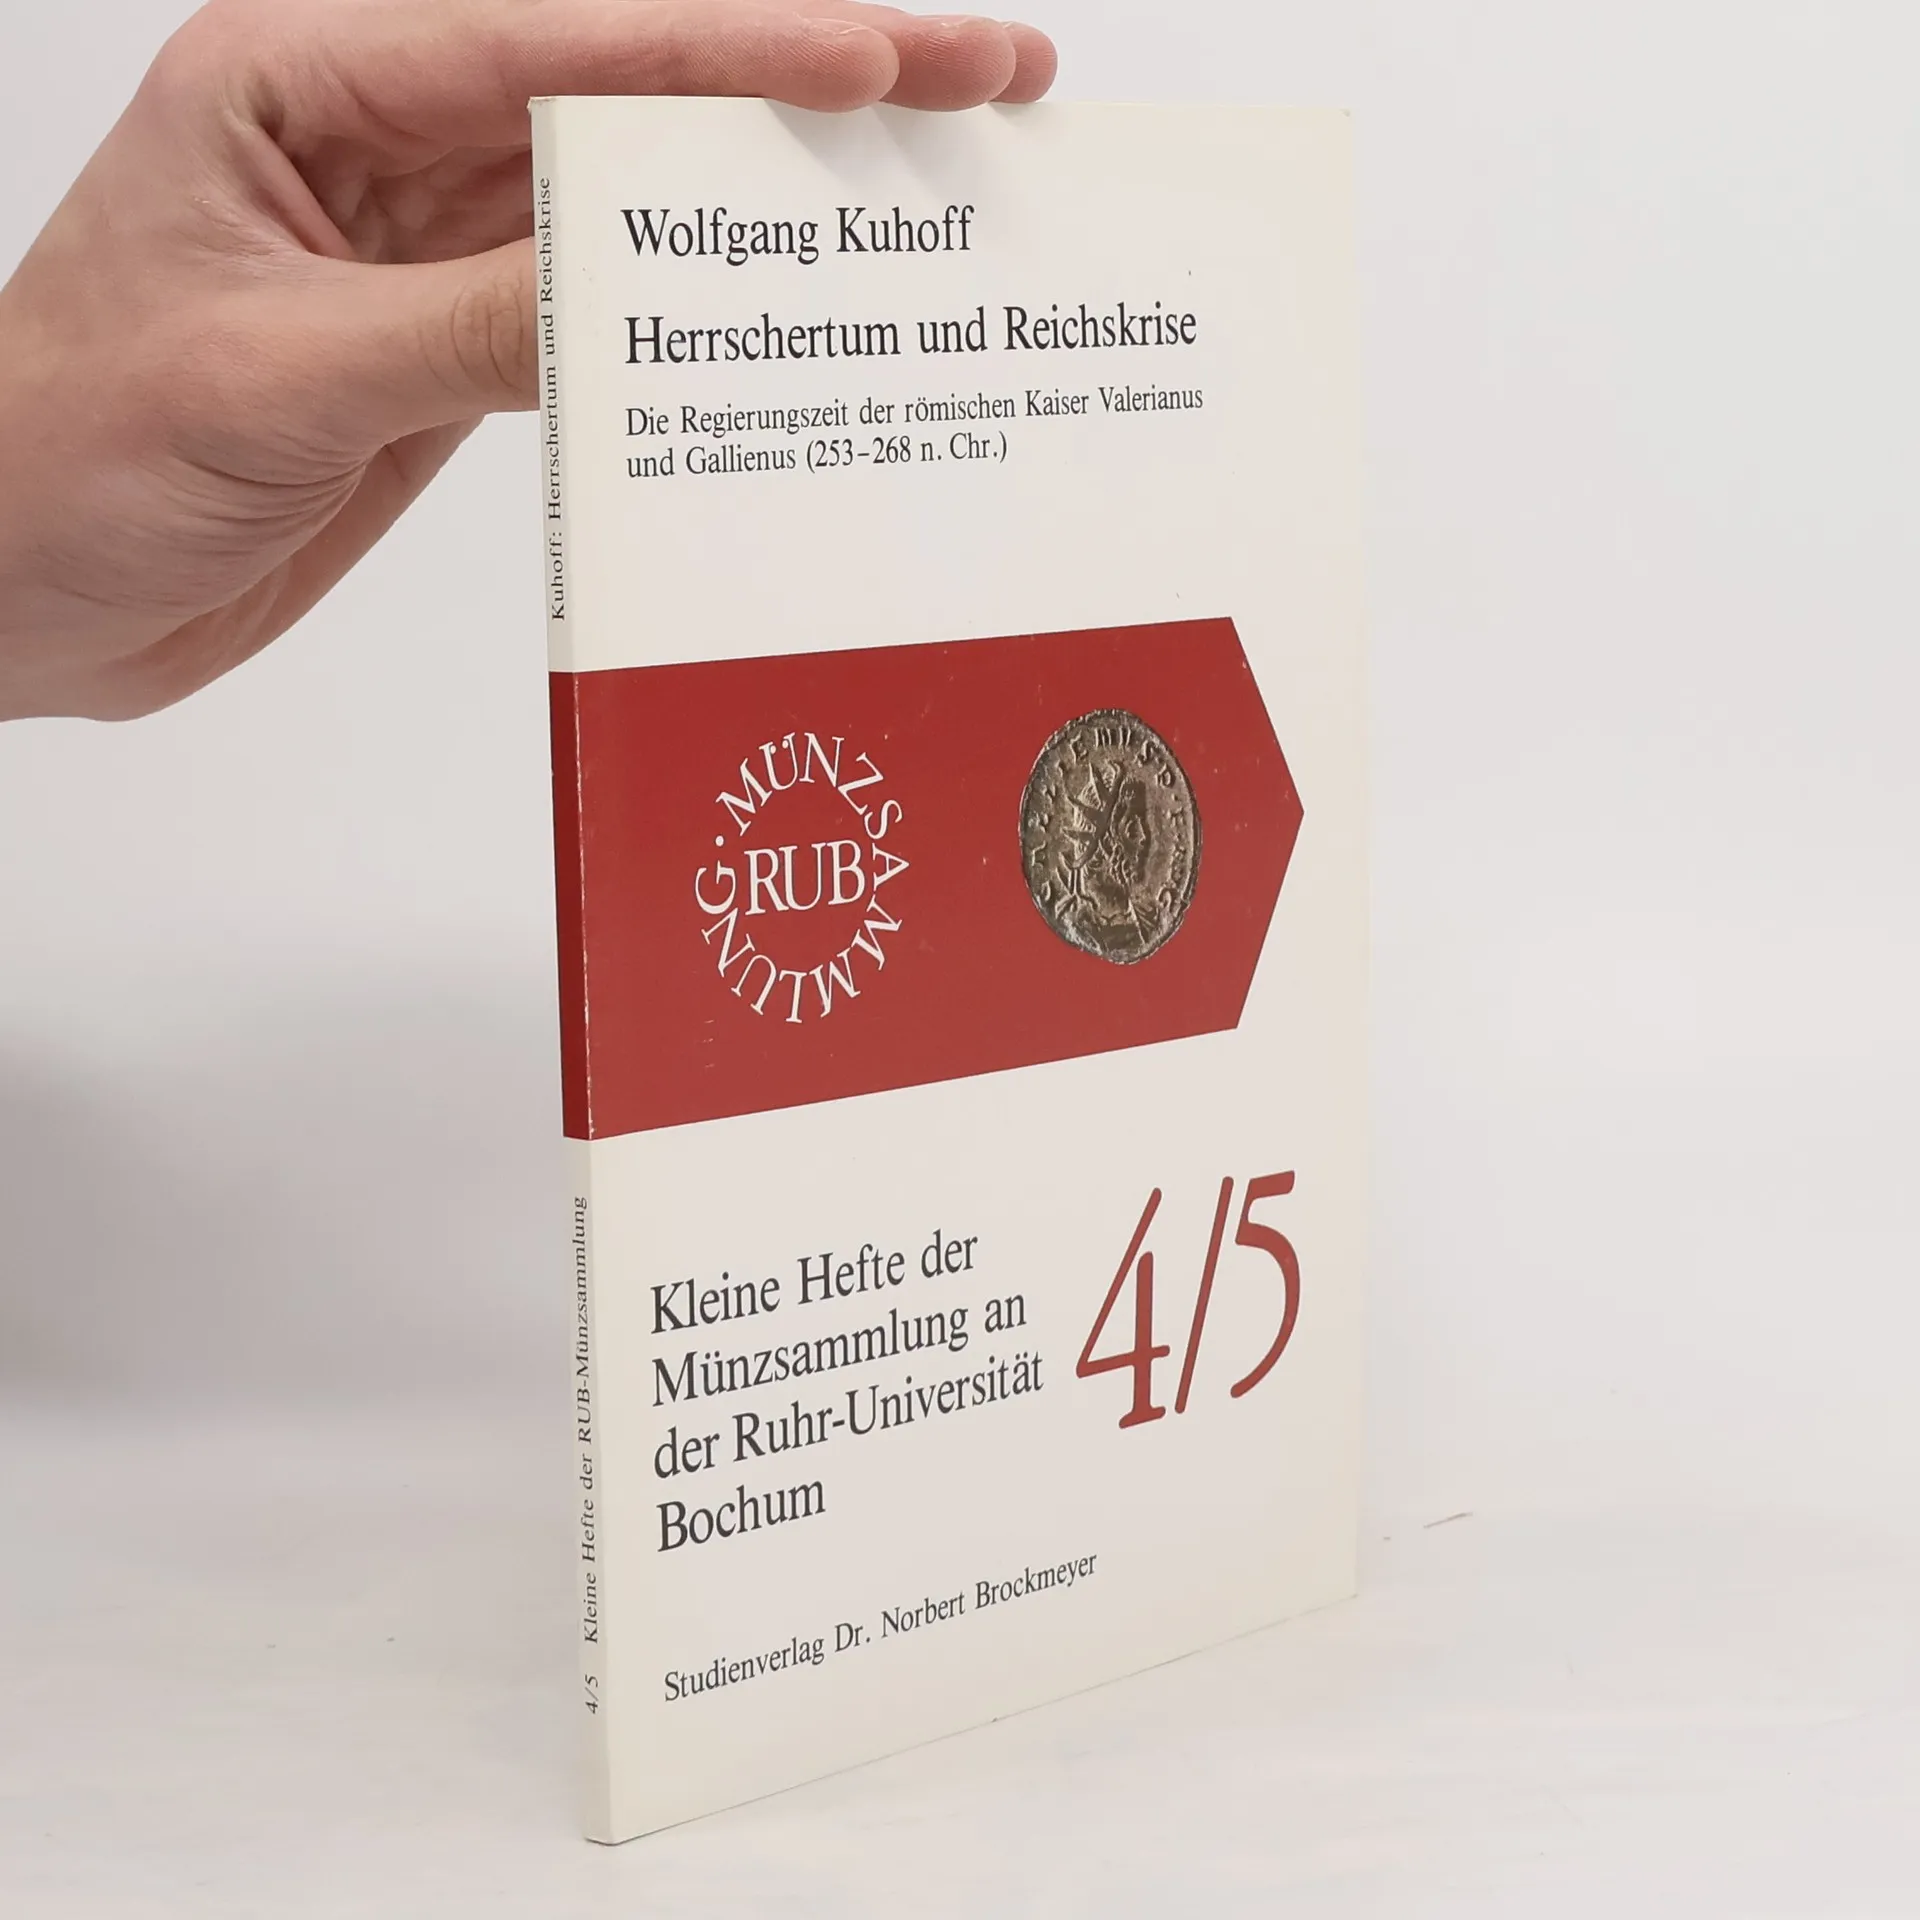 Wolfgang Kuhoff
Herrschertum und Reichskrise
Die Regierungszeit der römischen Kaiser Valerianus
und Gallienus (253-268 n. Chr.)
MÜNZSAMMLUNG ·
RUB
Kleine Hefte der
Münzsammlung an
der Ruhr-Universität
Bochum
4/5
Studienverlag Dr. Norbert Brockmeyer
Kuhoff: Herrschertum und Reichskrise
4/5 Kleine Hefte der RUB-Münzsammlung